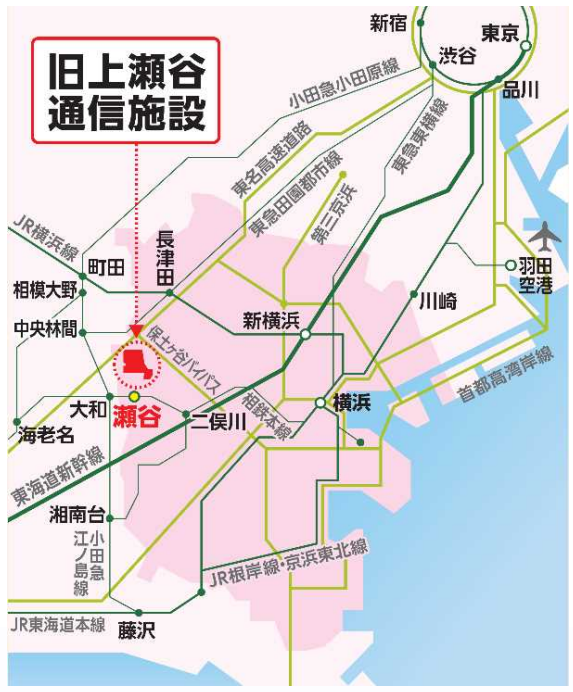 旧上瀬谷
通信施設
新宿
東京
渋谷
品川
小田急小田原線
東名高速道路
東急田園都市線
東急東横線
第三京浜
JR横浜線
町田
長津田
相模大野
中央林間
新横浜
川崎
羽田
空港
首都高湾岸線
保土ヶ谷バイパス
相鉄本線
横浜
大和
瀬谷
二俣川
海老名
東海道新幹線
湘南台
小田急
江ノ島線
JR根岸線・京浜東北線
JR東海道本線
藤沢